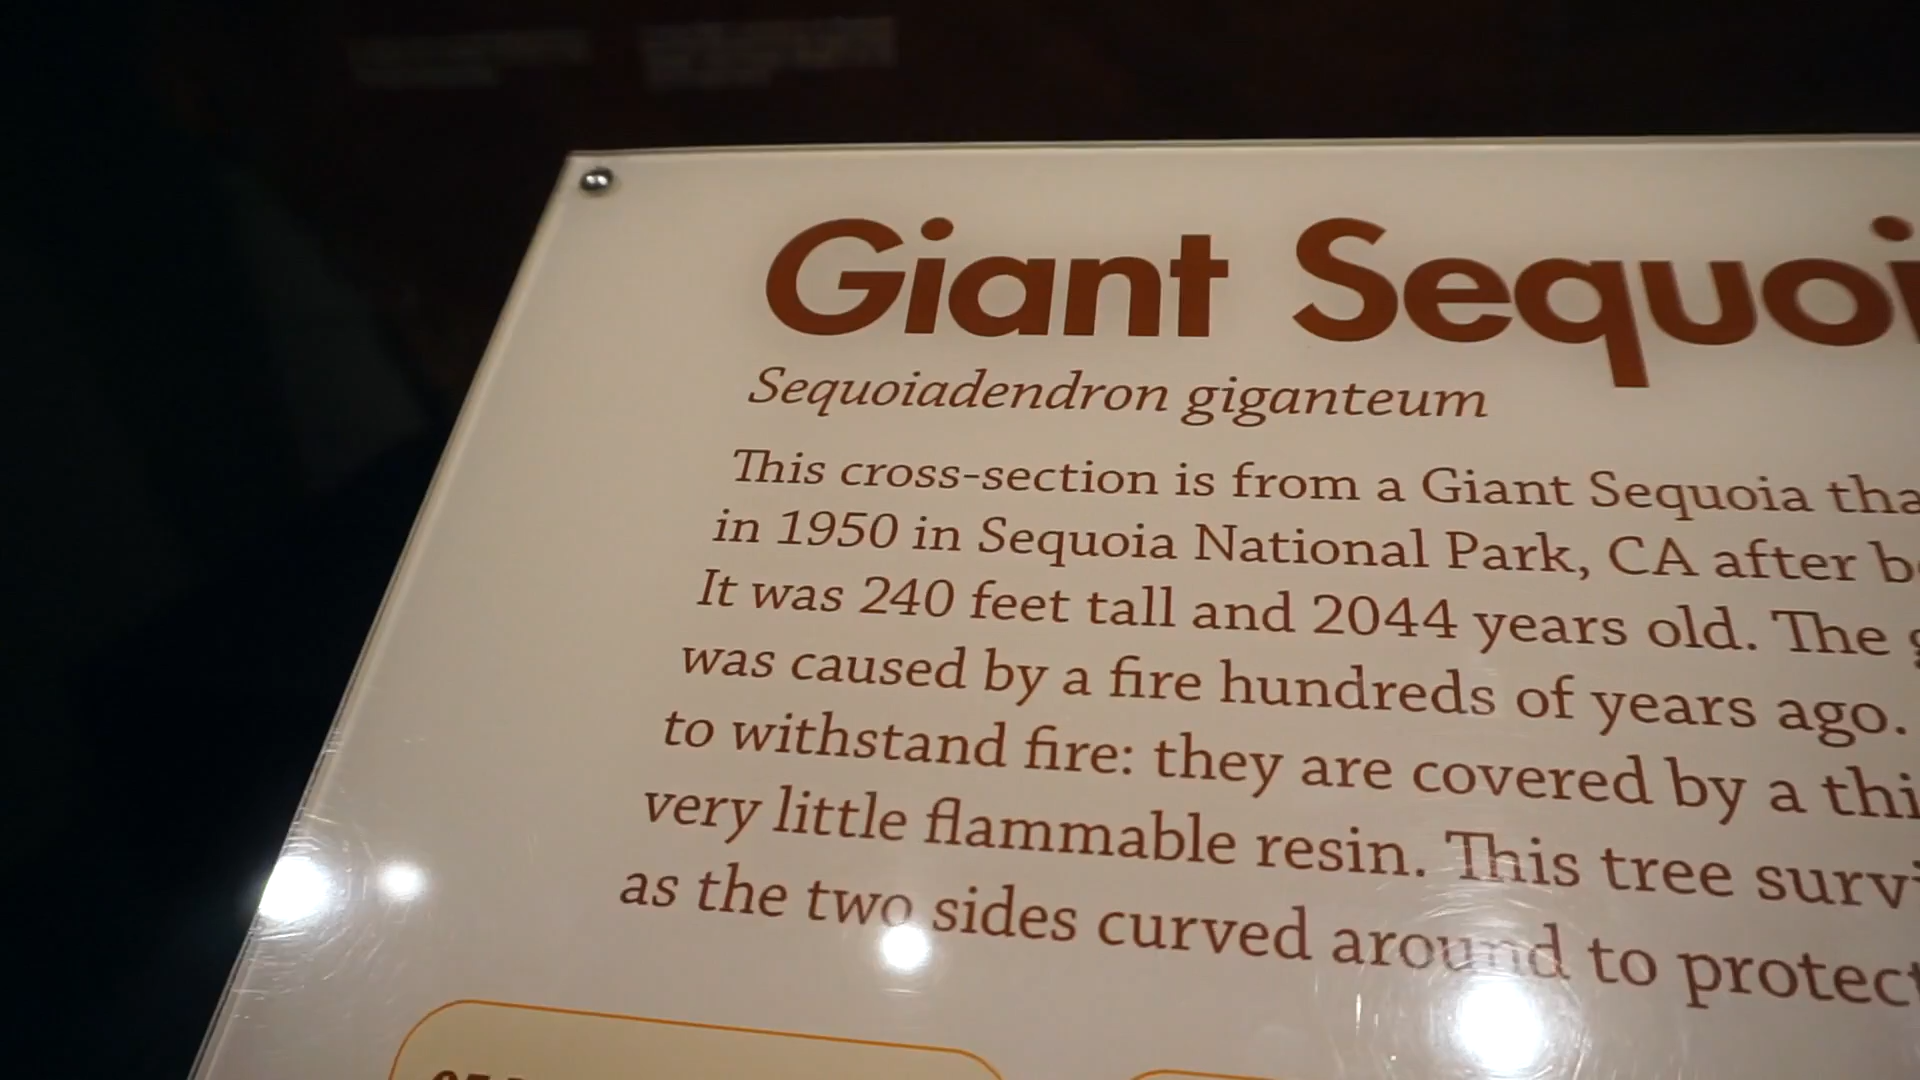 Giant Sequoi
Sequoiadendron giganteum
This cross-section is from a Giant Sequoia tha
in 1950 in Sequoia National Park, CA after b
It was 240 feet tall and 2044 years old. The
was caused by a fire hundreds of years ago.
to withstand fire: they are covered by a thi
very little flammable resin. This tree survi
as the two sides curved around to protect